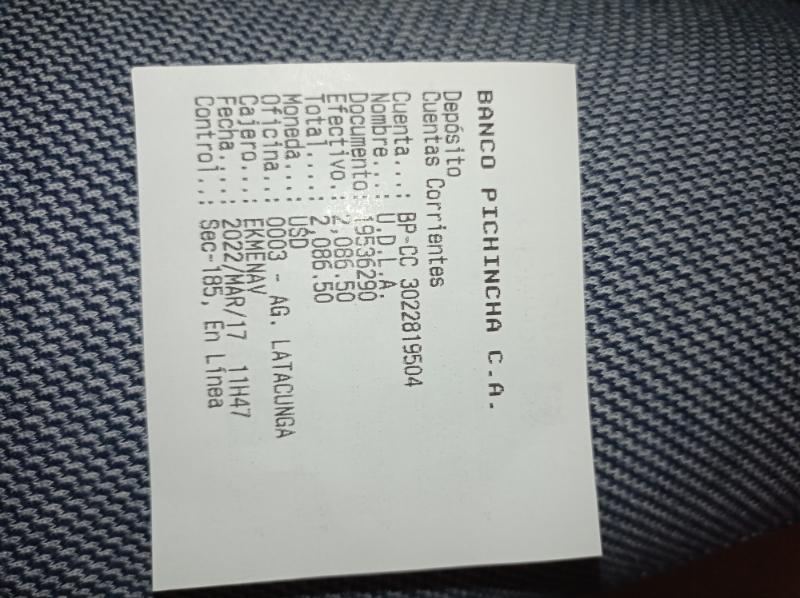 BANCO PICHINCHA C.A.
Depósito
Cuentas Corrientes
Cuenta...: BP-CC 3022819504
Nombre...: U.D.L.A.
Documento: 19536290
Efectivo.: 2,086.50
Total....: 2,086.50
Moneda...: USD
Oficina..: 0003 - AG. LATACUNGA
Cajero...: EKMENAV
Fecha....: 2022/MAR/17 11H47
Control..: Sec-185, En Línea